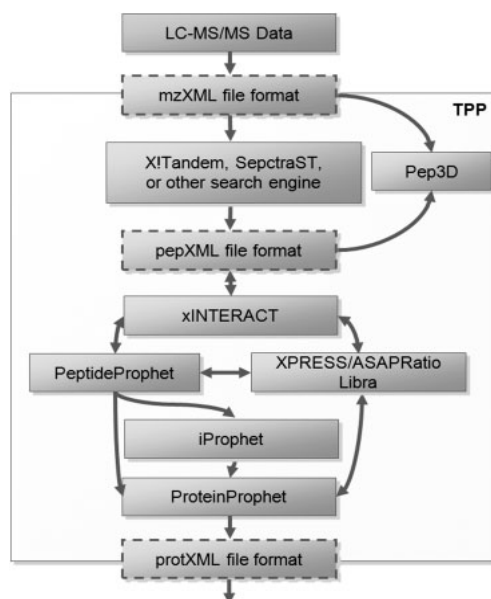 LC-MS/MS Data
mzXML file format
TPP
X!Tandem, SepctraST,
or other search engine
Pep3D
pepXML file format
xINTERACT
PeptideProphet
XPRESS/ASAPRatio
Libra
iProphet
ProteinProphet
protXML file format